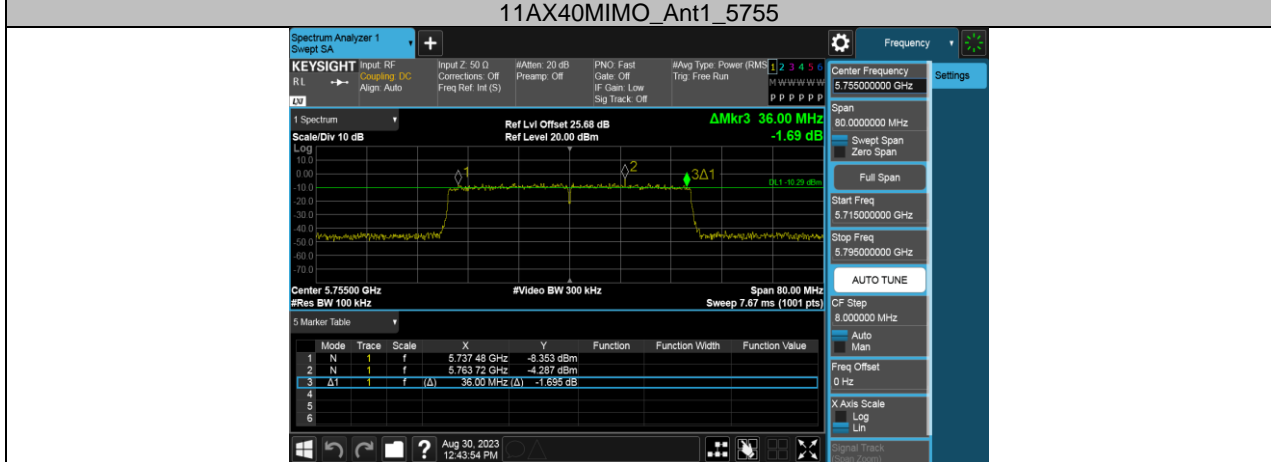 11AX40MIMO_Ant1_5755
Spectrum Analyzer 1
Swept SA
Frequency
KEYSIGHT
RL
LXI
Input: RF
Coupling: DC
Align: Auto
Input Z: 50 Ω
Corrections: Off
Freq Ref: Int (S)
#Atten: 20 dB
Preamp: Off
PNO: Fast
Gate: Off
IF Gain: Low
Sig Track: Off
#Avg Type: Power (RMS
Trig: Free Run
1 2 3 4 5 6
M W W W W W
P P P P P P
Center Frequency
5.755000000 GHz
Settings
Span
80.0000000 MHz
Swept Span
Zero Span
Full Span
Start Freq
5.715000000 GHz
Stop Freq
5.795000000 GHz
AUTO TUNE
CF Step
8.000000 MHz
Auto
Man
Freq Offset
0 Hz
X Axis Scale
Log
Lin
Signal Track
(Span Zoom)
1 Spectrum
Scale/Div 10 dB
Ref Lvl Offset 25.68 dB
Ref Level 20.00 dBm
ΔMkr3 36.00 MHz
-1.69 dB
Log
10.0
0.00
-10.0
-20.0
-30.0
-40.0
-50.0
-60.0
-70.0
1
2
3Δ1
DL1 -10.29 dBm
Center 5.75500 GHz
#Video BW 300 kHz
Span 80.00 MHz
#Res BW 100 kHz
Sweep 7.67 ms (1001 pts)
5 Marker Table
Mode Trace Scale X Y Function Function Width Function Value
1 N 1 f 5.737 48 GHz -8.353 dBm
2 N 1 f 5.763 72 GHz -4.287 dBm
3 Δ1 1 f (Δ) 36.00 MHz (Δ) -1.695 dB
4
5
6
Aug 30, 2023
12:43:54 PM